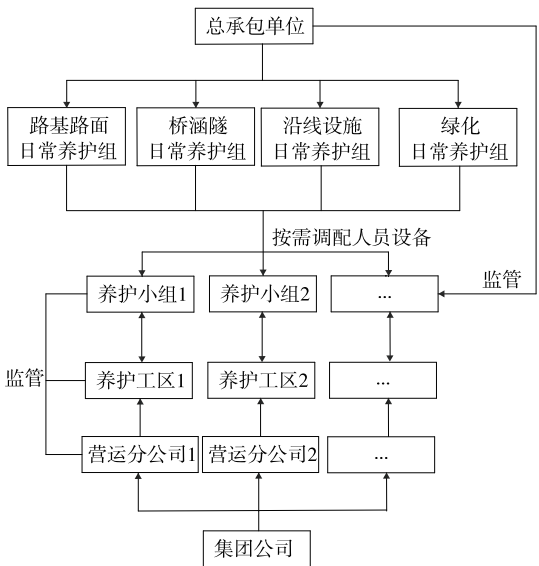 总承包单位
路基路面
日常养护组
桥涵隧
日常养护组
沿线设施
日常养护组
绿化
日常养护组
按需调配人员设备
养护小组1
养护小组2
...
监管
监管
养护工区1
养护工区2
...
营运分公司1
营运分公司2
...
集团公司